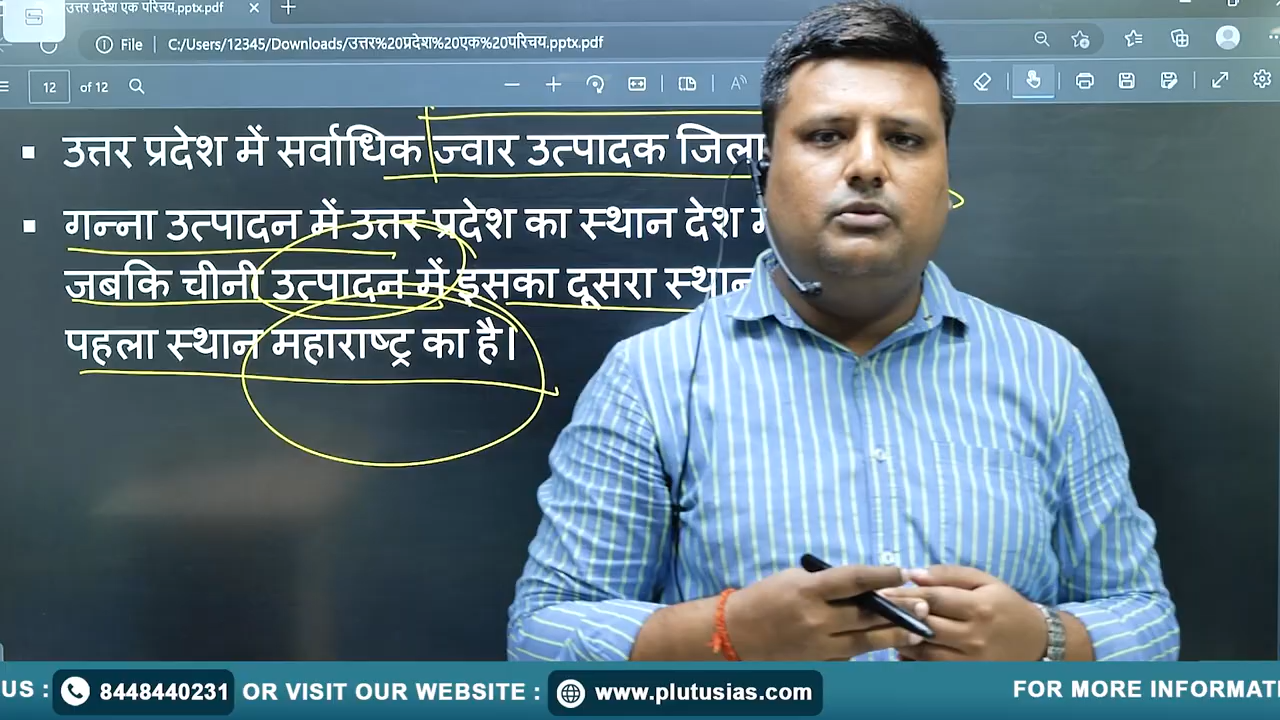 उत्तर प्रदेश एक परिचय.pptx.pdf
File | C:/Users/12345/Downloads/उत्तर%20प्रदेश%20एक%20परिचय.pptx.pdf
12 of 12
उत्तर प्रदेश में सर्वाधिक ज्वार उत्पादक जिला
गन्ना उत्पादन में उत्तर प्रदेश का स्थान देश
जबकि चीनी उत्पादन में इसका दूसरा स्थान
पहला स्थान महाराष्ट्र का है।
US : 8448440231 OR VISIT OUR WEBSITE : www.plutusias.com FOR MORE INFORMATI